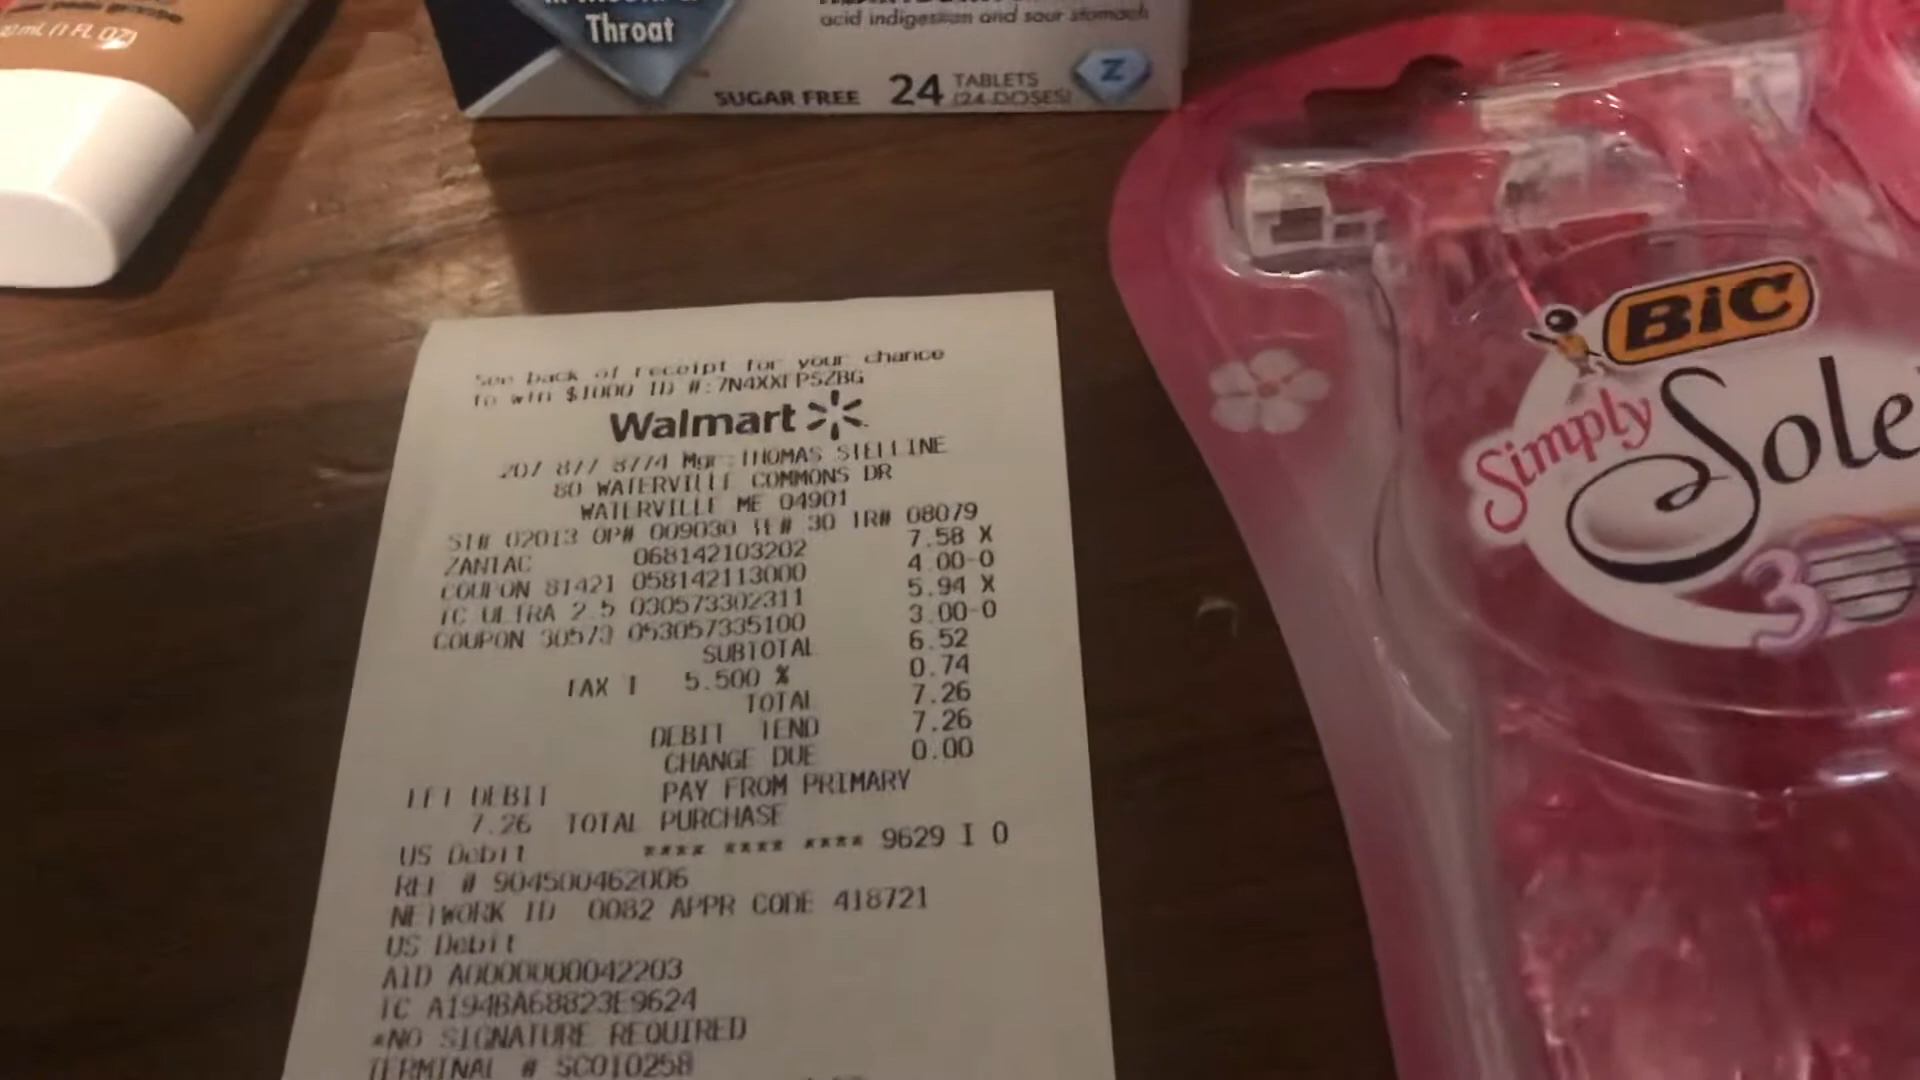 mL (1 FL OZ)
Throat
acid indigestion and sour stomach
SUGAR FREE 24 TABLETS
(24 DOSES)
Z
See back of receipt for your chance
to win $1000 ID #:7N4XXFPSZBG
Walmart
207 877 8774 Mgr:THOMAS STELLINE
80 WATERVILLE COMMONS DR
WATERVILLE ME 04901
ST# 02013 OP# 009030 TE# 30 TR# 08079
ZANTAC 068142103202 7.58 X
COUPON 81421 058142113000 4.00-O
TC ULTRA 2.5 030573302311 5.94 X
COUPON 30573 053057335100 3.00-O
SUBTOTAL 6.52
TAX 1 5.500 % 0.74
TOTAL 7.26
DEBIT TEND 7.26
CHANGE DUE 0.00
EFT DEBIT PAY FROM PRIMARY
7.26 TOTAL PURCHASE
US Debit **** **** **** 9629 I 0
REF # 904500462006
NETWORK ID 0082 APPR CODE 418721
US Debit
AID A0000000042203
TC A194BA68823E9624
*NO SIGNATURE REQUIRED
TERMINAL # SC010258
BIC
Simply
Solei
3